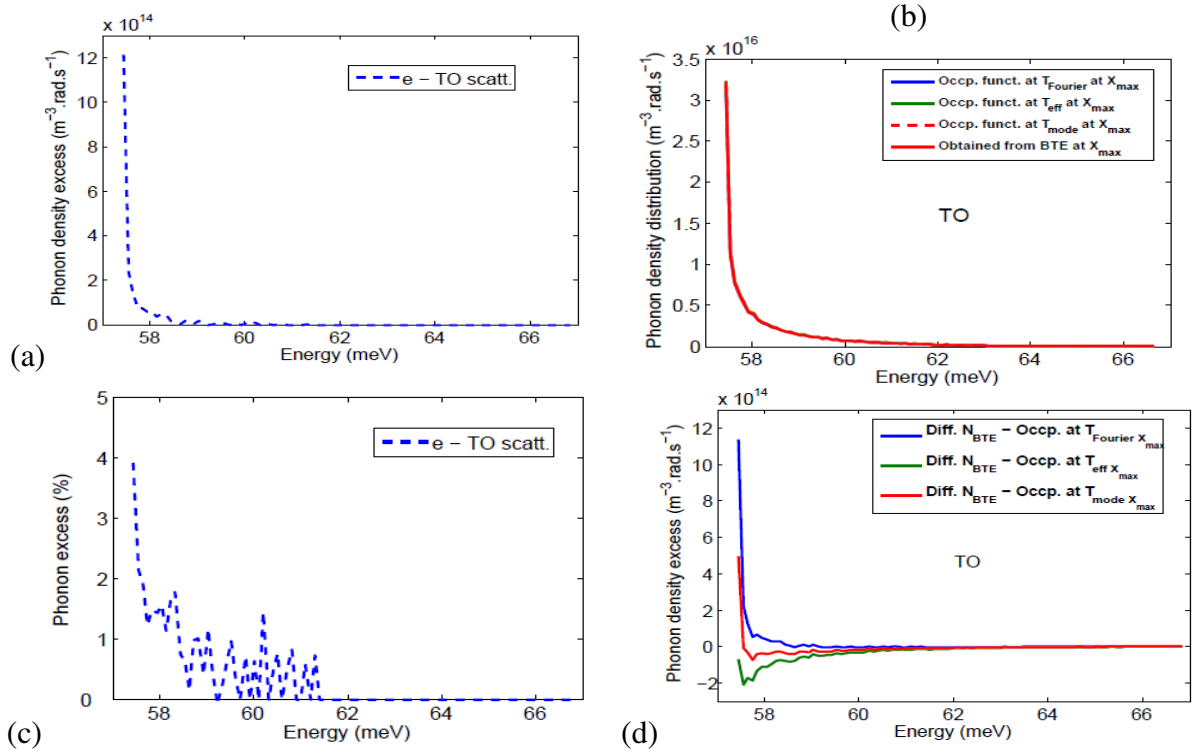 x 10^14
12
10
8
6
4
2
0
58
60
62
64
66
Phonon density excess (m^−3.rad.s^−1)
Energy (meV)
e − TO scatt.
(a)
(b)
x 10^16
3.5
3
2.5
2
1.5
1
0.5
0
58
60
62
64
66
Phonon density distribution (m^−3.rad.s^−1)
Energy (meV)
Occp. funct. at T_Fourier at X_max
Occp. funct. at T_eff at X_max
Occp. funct. at T_mode at X_max
Obtained from BTE at X_max
TO
5
4
3
2
1
0
58
60
62
64
66
Phonon excess (%)
Energy (meV)
e − TO scatt.
(c)
x 10^14
12
10
8
6
4
2
0
−2
58
60
62
64
66
Phonon density excess (m^−3.rad.s^−1)
Energy (meV)
Diff. N_BTE − Occp. at T_Fourier X_max
Diff. N_BTE − Occp. at T_eff X_max
Diff. N_BTE − Occp. at T_mode X_max
TO
(d)